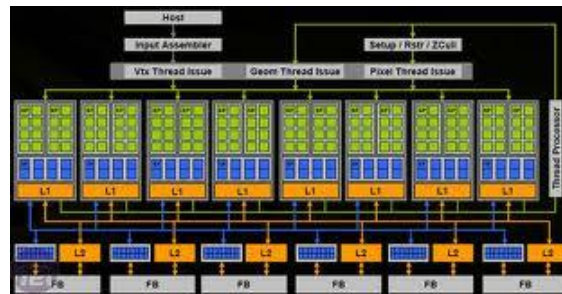 Host
Input Assembler
Setup / Rstr / ZCull
Vtx Thread Issue
Geom Thread Issue
Pixel Thread Issue
Thread Processor
L1 L1 L1 L1 L1 L1 L1 L1
L2 L2 L2 L2 L2 L2
FB FB FB FB FB FB